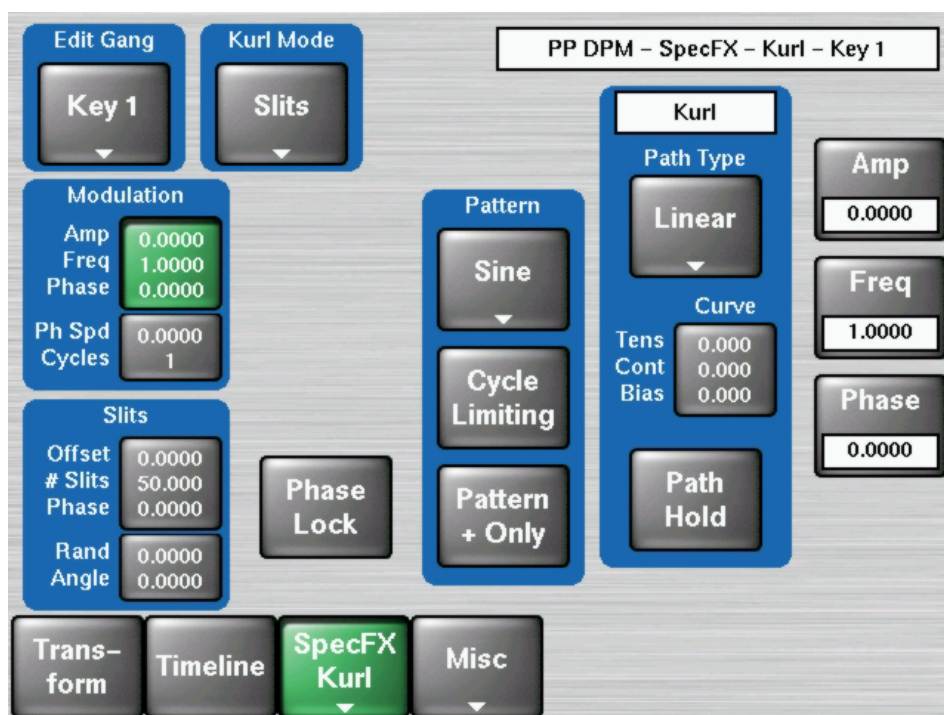 Edit Gang
Key 1
Kurl Mode
Slits
PP DPM – SpecFX – Kurl – Key 1
Modulation
Amp 0.0000
Freq 1.0000
Phase 0.0000
Ph Spd 0.0000
Cycles 1
Slits
Offset 0.0000
# Slits 50.000
Phase 0.0000
Rand 0.0000
Angle 0.0000
Phase
Lock
Pattern
Sine
Cycle
Limiting
Pattern
+ Only
Kurl
Path Type
Linear
Curve
Tens 0.000
Cont 0.000
Bias 0.000
Path
Hold
Amp
0.0000
Freq
1.0000
Phase
0.0000
Trans–
form
Timeline
SpecFX
Kurl
Misc